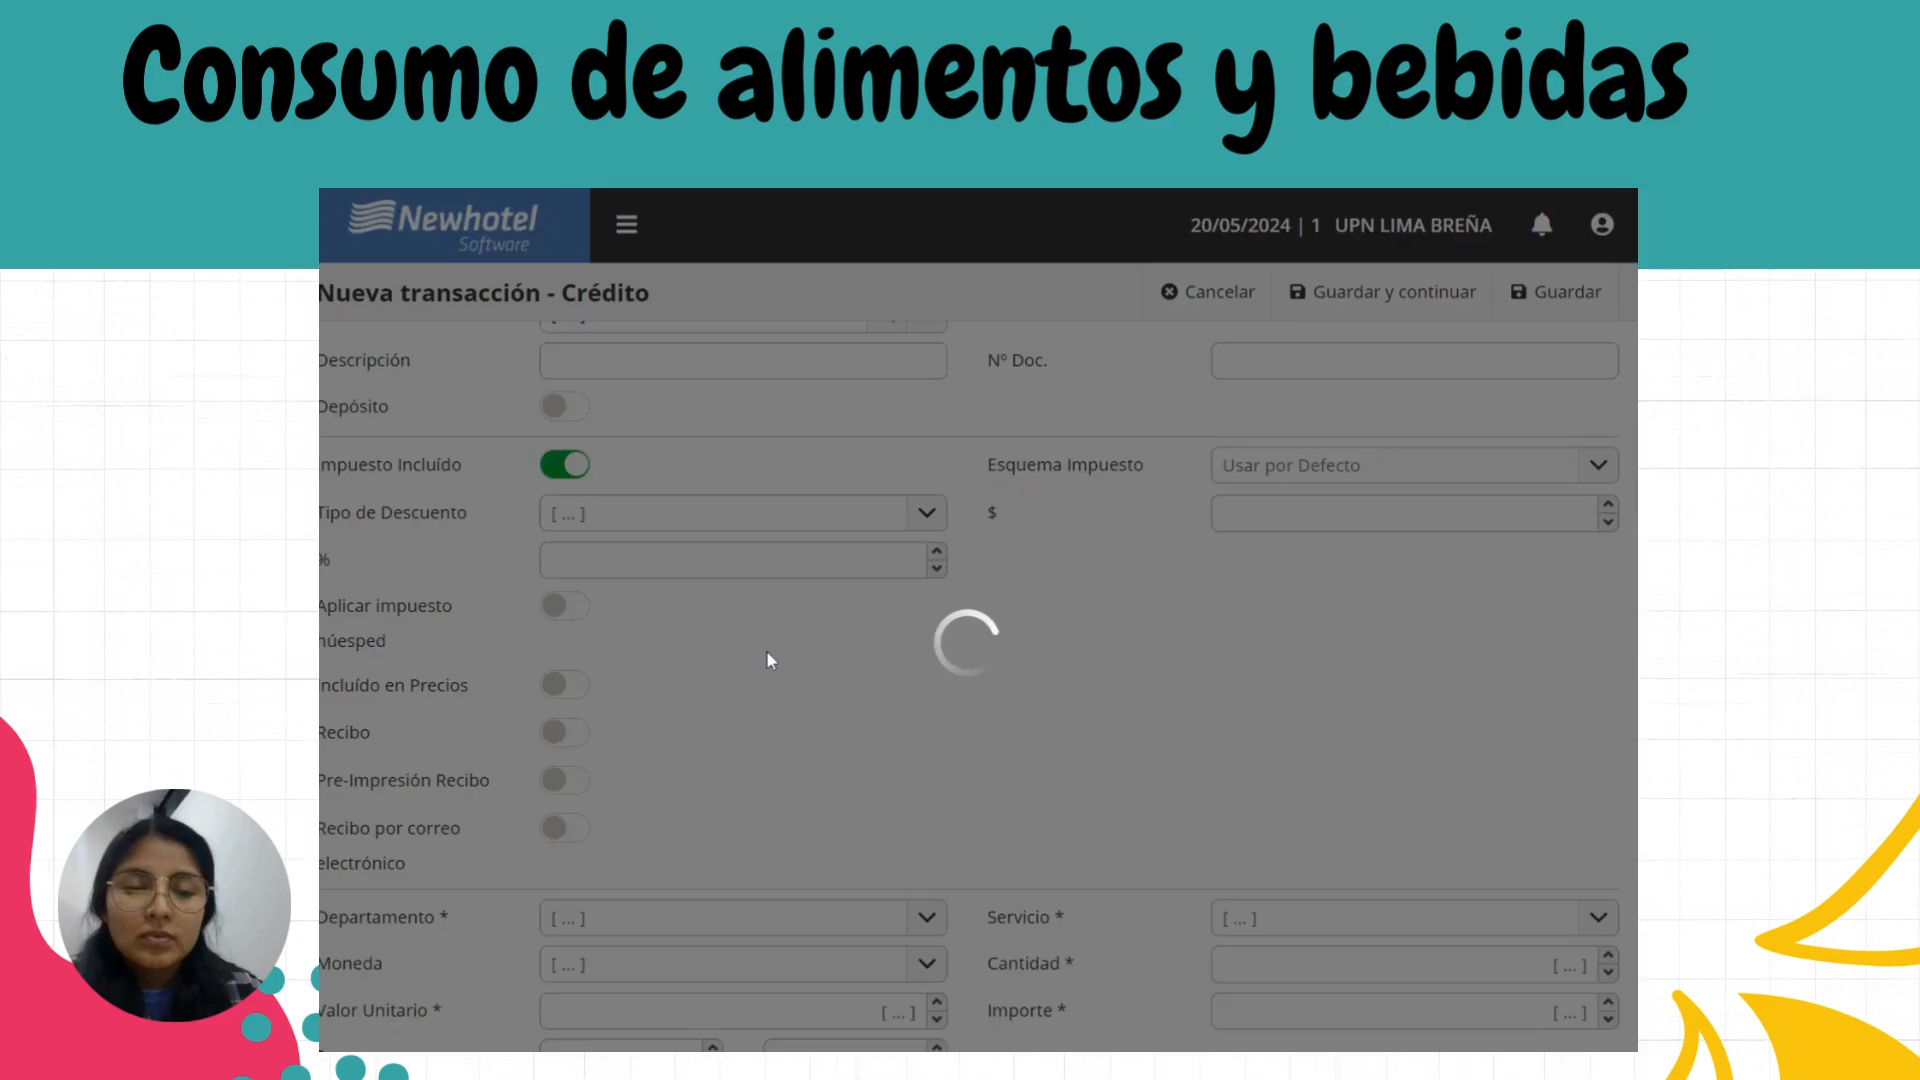 Consumo de alimentos y bebidas
Newhotel
Software
20/05/2024 | 1 UPN LIMA BREÑA
Nueva transacción - Crédito
Cancelar
Guardar y continuar
Guardar
Descripción
Nº Doc.
Depósito
mpuesto Incluído
Esquema Impuesto
Usar por Defecto
Tipo de Descuento
[ ... ]
$
%
Aplicar impuesto
húesped
ncluído en Precios
Recibo
Pre-Impresión Recibo
Recibo por correo
electrónico
Departamento *
[ ... ]
Servicio *
[ ... ]
Moneda
[ ... ]
Cantidad *
[ ... ]
Valor Unitario *
[ ... ]
Importe *
[ ... ]